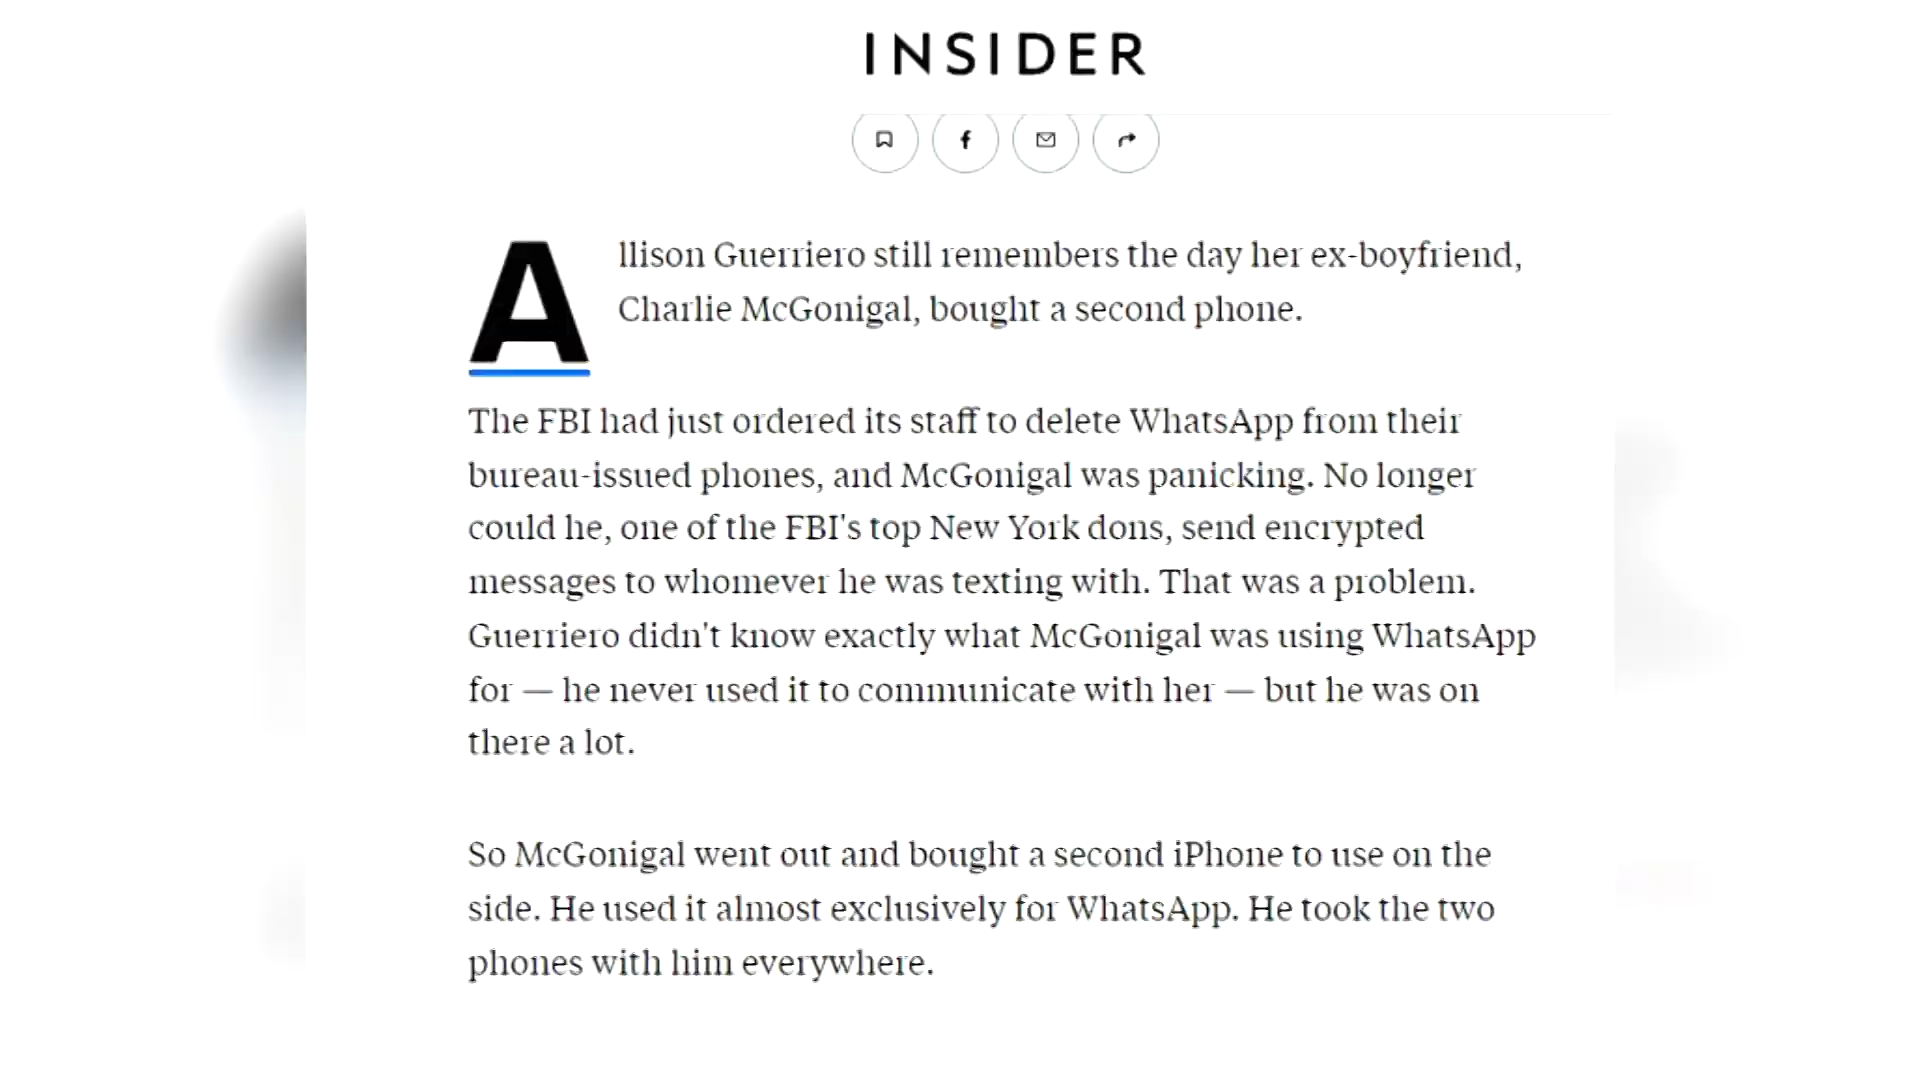 INSIDER
Allison Guerriero still remembers the day her ex-boyfriend,
Charlie McGonigal, bought a second phone.
The FBI had just ordered its staff to delete WhatsApp from their
bureau-issued phones, and McGonigal was panicking. No longer
could he, one of the FBI's top New York dons, send encrypted
messages to whomever he was texting with. That was a problem.
Guerriero didn't know exactly what McGonigal was using WhatsApp
for — he never used it to communicate with her — but he was on
there a lot.
So McGonigal went out and bought a second iPhone to use on the
side. He used it almost exclusively for WhatsApp. He took the two
phones with him everywhere.